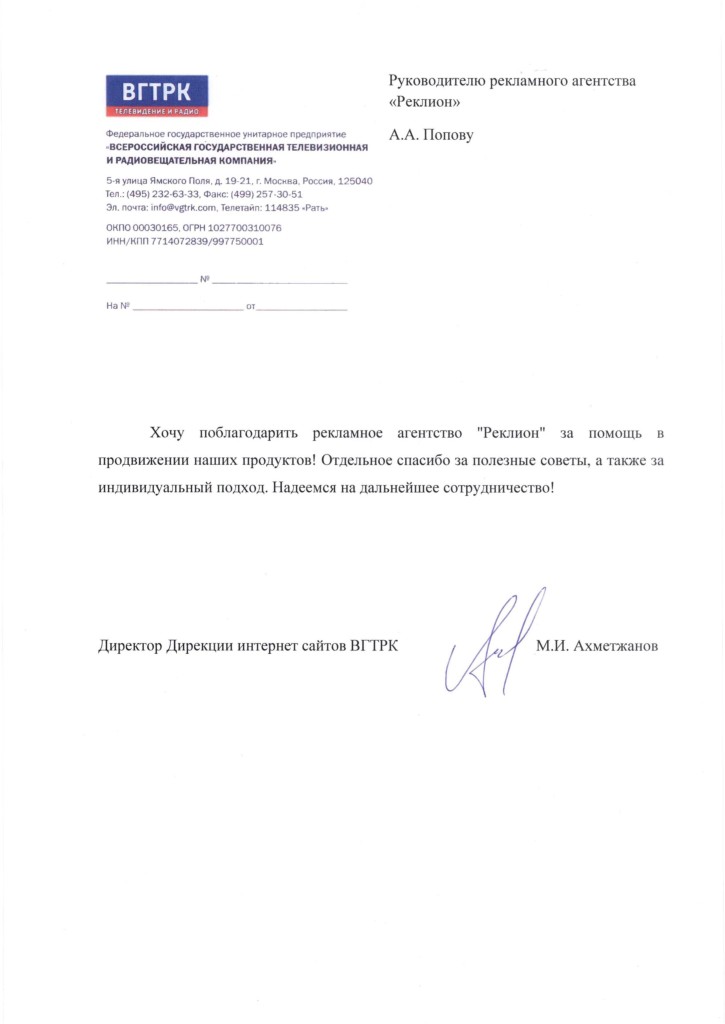 ВГТРК
ТЕЛЕВИДЕНИЕ И РАДИО
Федеральное государственное унитарное предприятие
«ВСЕРОССИЙСКАЯ ГОСУДАРСТВЕННАЯ ТЕЛЕВИЗИОННАЯ
И РАДИОВЕЩАТЕЛЬНАЯ КОМПАНИЯ»
5-я улица Ямского Поля, д. 19-21, г. Москва, Россия, 125040
Тел.: (495) 232-63-33, Факс: (499) 257-30-51
Эл. почта: info@vgtrk.com, Телетайп: 114835 «Рать»
ОКПО 00030165, ОГРН 1027700310076
ИНН/КПП 7714072839/997750001
№
На № от
Руководителю рекламного агентства
«Реклион»
А.А. Попову
Хочу поблагодарить рекламное агентство "Реклион" за помощь в
продвижении наших продуктов! Отдельное спасибо за полезные советы, а также за
индивидуальный подход. Надеемся на дальнейшее сотрудничество!
Директор Дирекции интернет сайтов ВГТРК
М.И. Ахметжанов